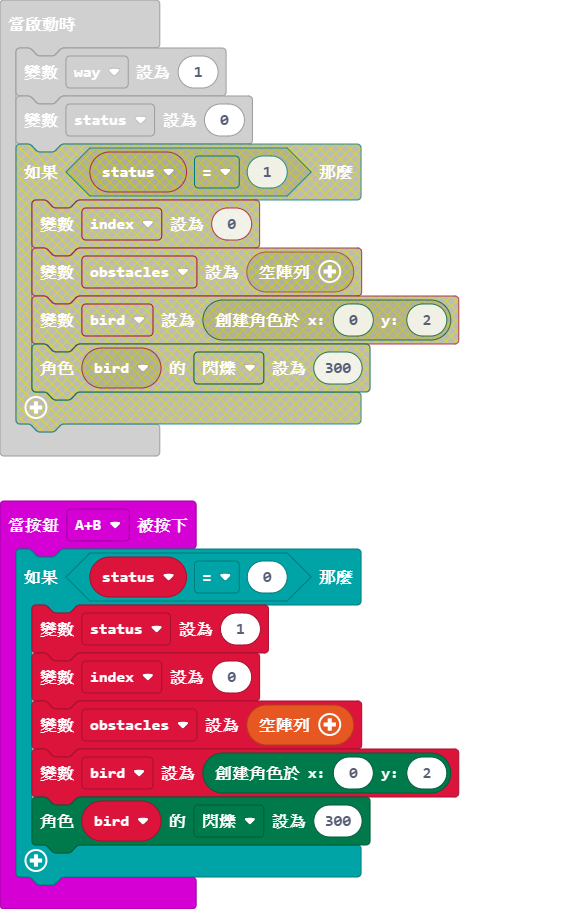 當啟動時
變數 way 設為 1
變數 status 設為 0
如果 status = 1 那麼
變數 index 設為 0
變數 obstacles 設為 空陣列
變數 bird 設為 創建角色於 x: 0 y: 2
角色 bird 的 閃爍 設為 300
當按鈕 A+B 被按下
如果 status = 0 那麼
變數 status 設為 1
變數 index 設為 0
變數 obstacles 設為 空陣列
變數 bird 設為 創建角色於 x: 0 y: 2
角色 bird 的 閃爍 設為 300